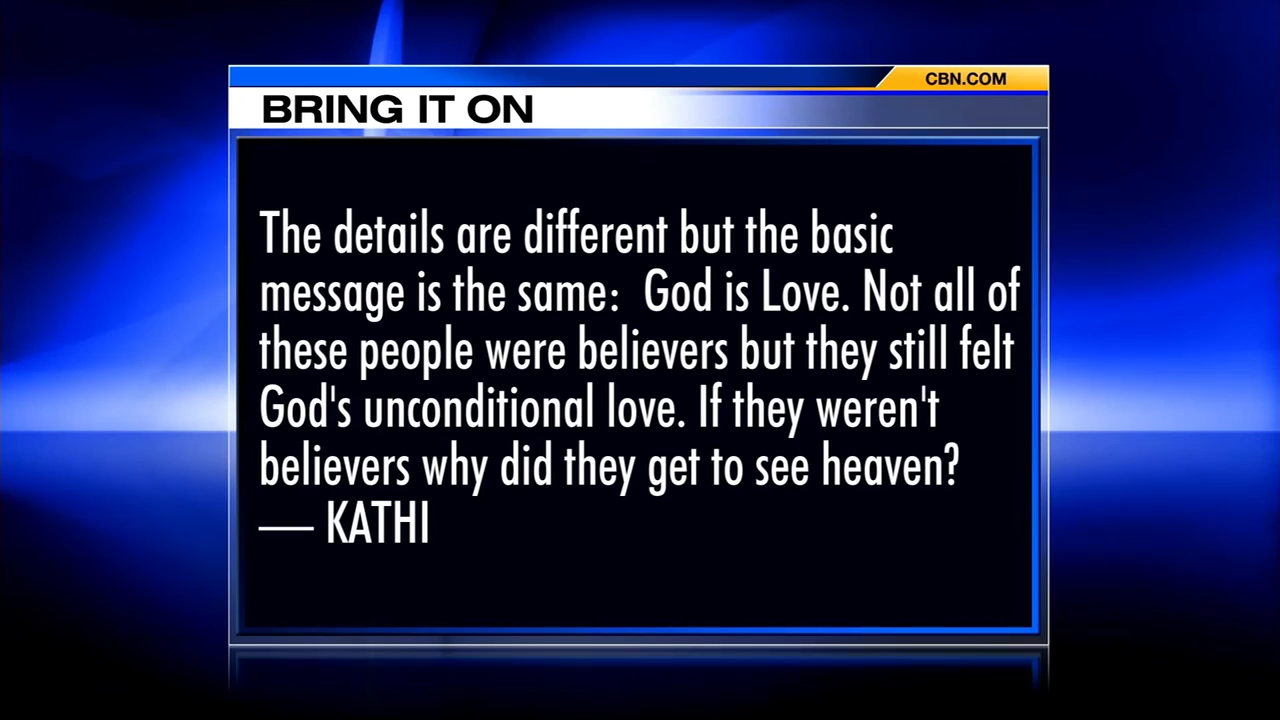 CBN.COM
BRING IT ON
The details are different but the basic
message is the same:  God is Love. Not all of
these people were believers but they still felt
God's unconditional love. If they weren't
believers why did they get to see heaven?
— KATHI